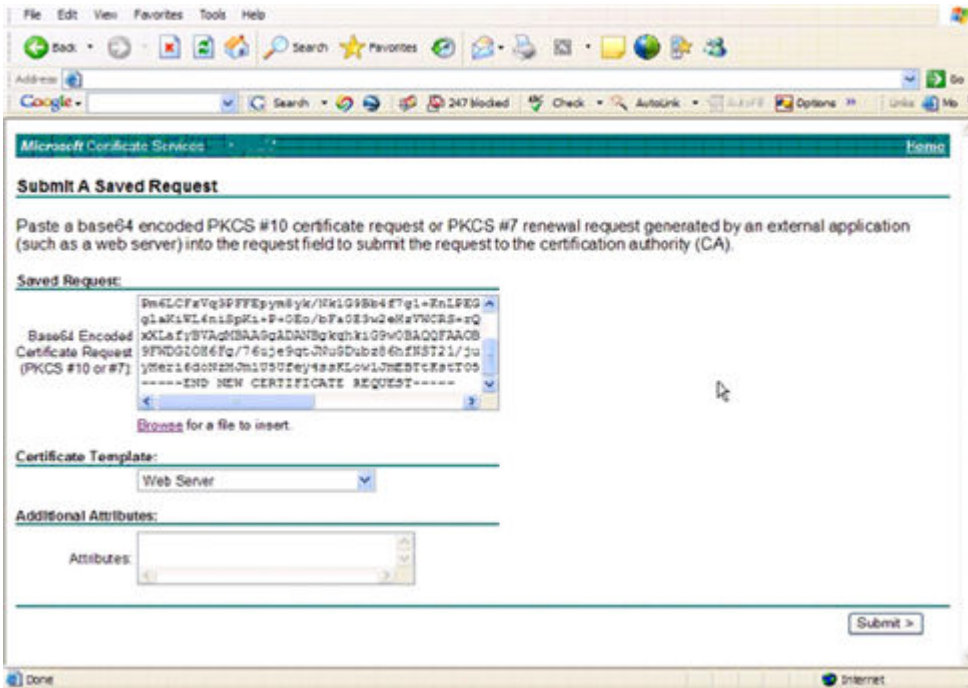 File Edit View Favorites Tools Help
Back Search Favorites
Address Go
Google Search 247 blocked Check AutoLink AutoFill Options Links
Microsoft Certificate Services Home
Submit A Saved Request
Paste a base64 encoded PKCS #10 certificate request or PKCS #7 renewal request generated by an external application
(such as a web server) into the request field to submit the request to the certification authority (CA).
Saved Request:
Base64 Encoded
Certificate Request
(PKCS #10 or #7):
-----END NEW CERTIFICATE REQUEST-----
Browse for a file to insert.
Certificate Template:
Web Server
Additional Attributes:
Attributes:
Submit >
Done Internet